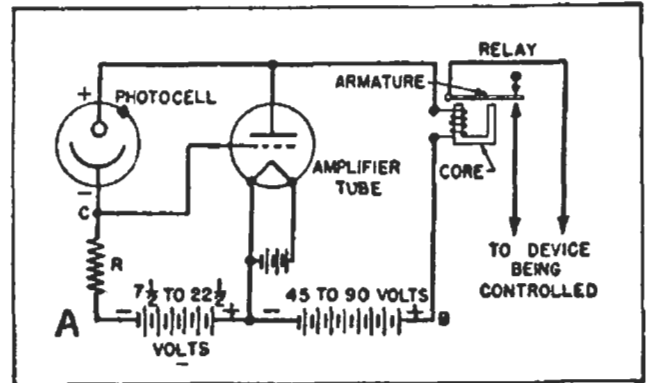 RELAY
ARMATURE
+ PHOTOCELL
AMPLIFIER
TUBE
CORE
-
C
R
TO DEVICE
BEING
CONTROLLED
A
- 7½ TO 22½ +
VOLTS
-
- 45 TO 90 VOLTS +
B